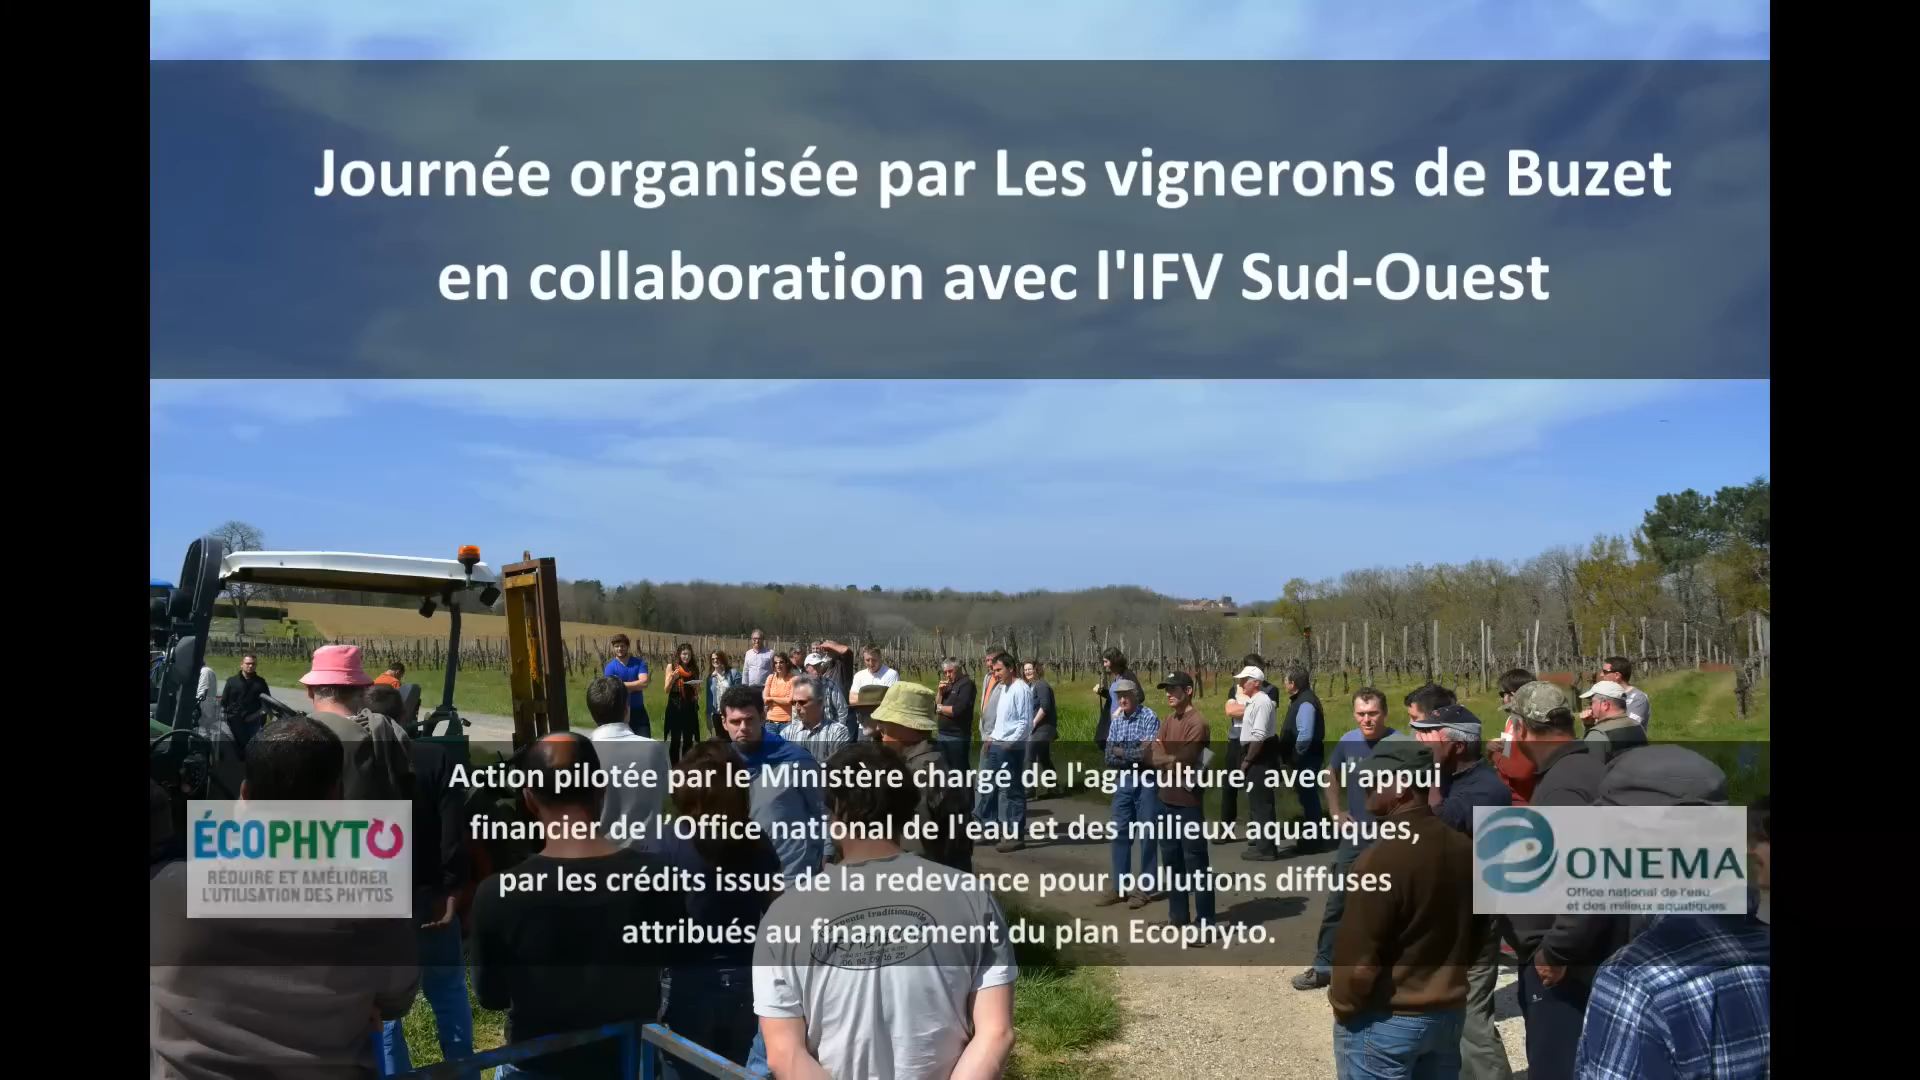 Journée organisée par Les vignerons de Buzet
en collaboration avec l'IFV Sud-Ouest
Action pilotée par le Ministère chargé de l'agriculture, avec l’appui
financier de l’Office national de l'eau et des milieux aquatiques,
par les crédits issus de la redevance pour pollutions diffuses
attribués au financement du plan Ecophyto.
ÉCOPHYTO
RÉDUIRE ET AMÉLIORER
L'UTILISATION DES PHYTOS
ONEMA
Office national de l'eau
et des milieux aquatiques